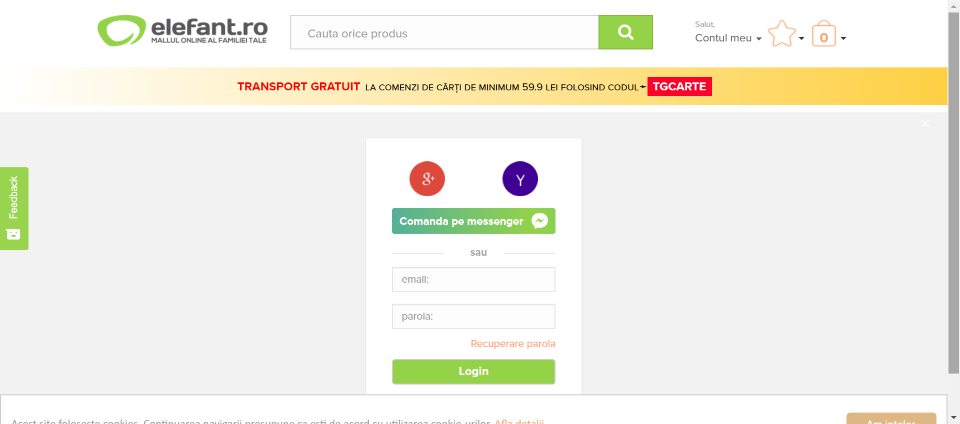 elefant.ro
MALLUL ONLINE AL FAMILIEI TALE
Cauta orice produs
Salut,
Contul meu
0
TRANSPORT GRATUIT LA COMENZI DE CĂRȚI DE MINIMUM 59.9 LEI FOLOSIND CODUL TGCARTE
Feedback
g+
Y
Comanda pe messenger
sau
email:
parola:
Recuperare parola
Login
Acest site foloseste cookies. Continuarea navigarii presupune ca esti de acord cu utilizarea cookie-urilor. Afla detalii
Am inteles